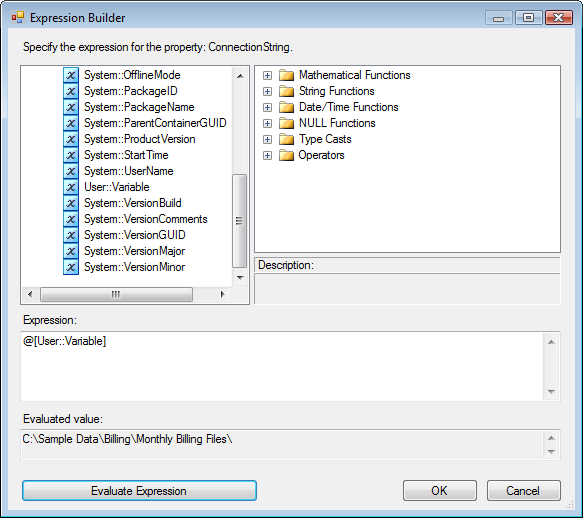 Expression Builder
Specify the expression for the property: ConnectionString.
System::OfflineMode
System::PackageID
System::PackageName
System::ParentContainerGUID
System::ProductVersion
System::StartTime
System::UserName
User::Variable
System::VersionBuild
System::VersionComments
System::VersionGUID
System::VersionMajor
System::VersionMinor
Mathematical Functions
String Functions
Date/Time Functions
NULL Functions
Type Casts
Operators
Description:
Expression:
@[User::Variable]
Evaluated value:
C:\Sample Data\Billing\Monthly Billing Files\
Evaluate Expression
OK
Cancel